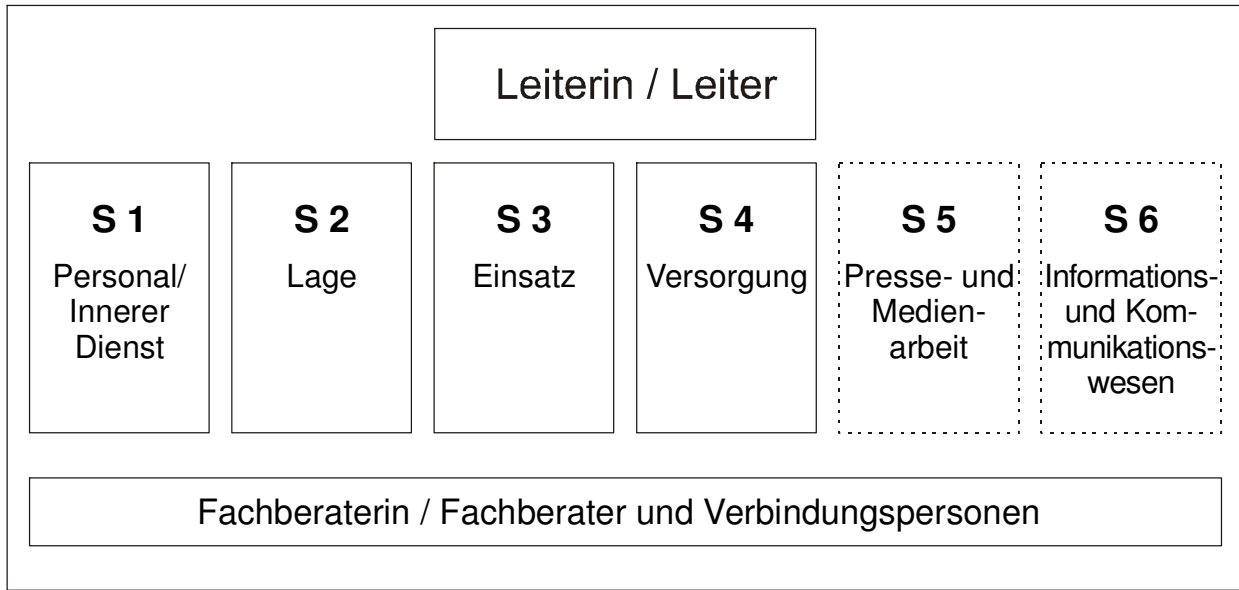 Leiterin / Leiter
S 1
Personal/
Innerer
Dienst
S 2
Lage
S 3
Einsatz
S 4
Versorgung
S 5
Presse- und
Medien-
arbeit
S 6
Informations-
und Kom-
munikations-
wesen
Fachberaterin / Fachberater und Verbindungspersonen